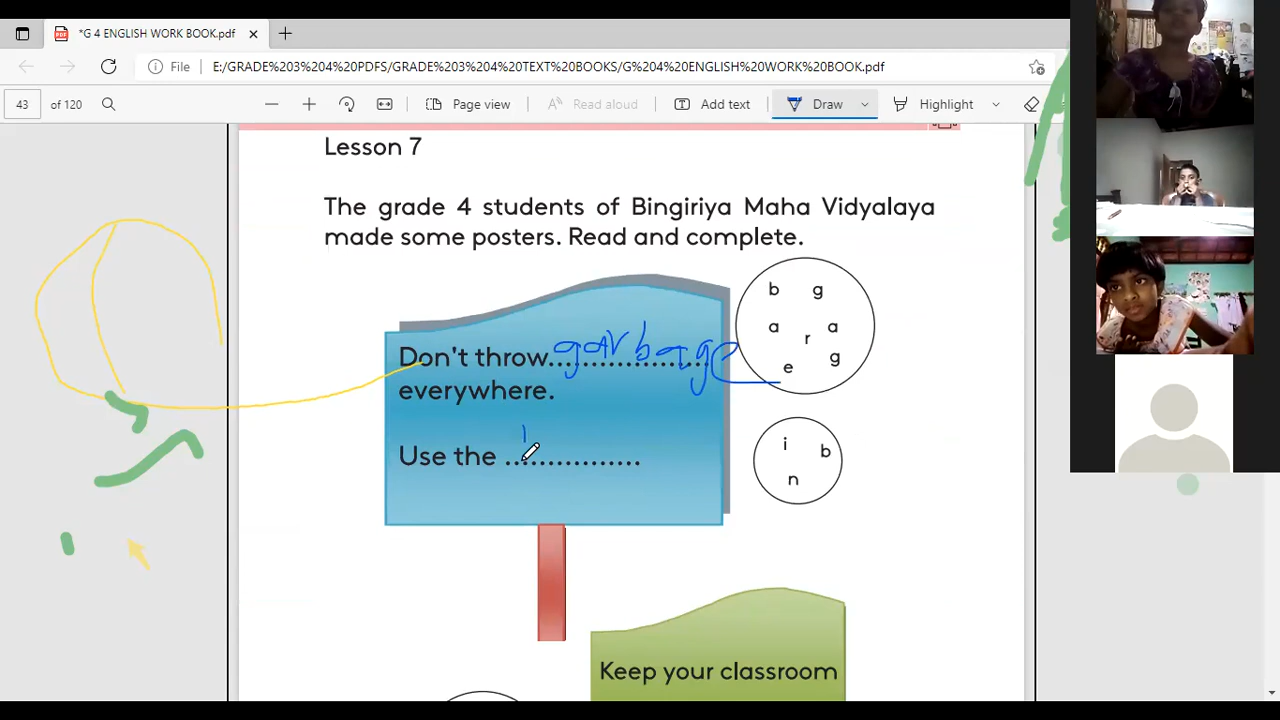 *G 4 ENGLISH WORK BOOK.pdf
File E:/GRADE%203%204%20PDFS/GRADE%203%204%20 BOOKS/G%204%20ENGLISH%20WORK%20BOOK.pdf
43 of 120 Page view Read aloud Add text Draw Highlight
Lesson 7
The grade 4 students of Bingiriya Maha Vidyalaya
made some posters. Read and complete.
Don't throw garbage
everywhere.
Use the ................
b g
a a
r
g
e
i b
n
Keep your classroom